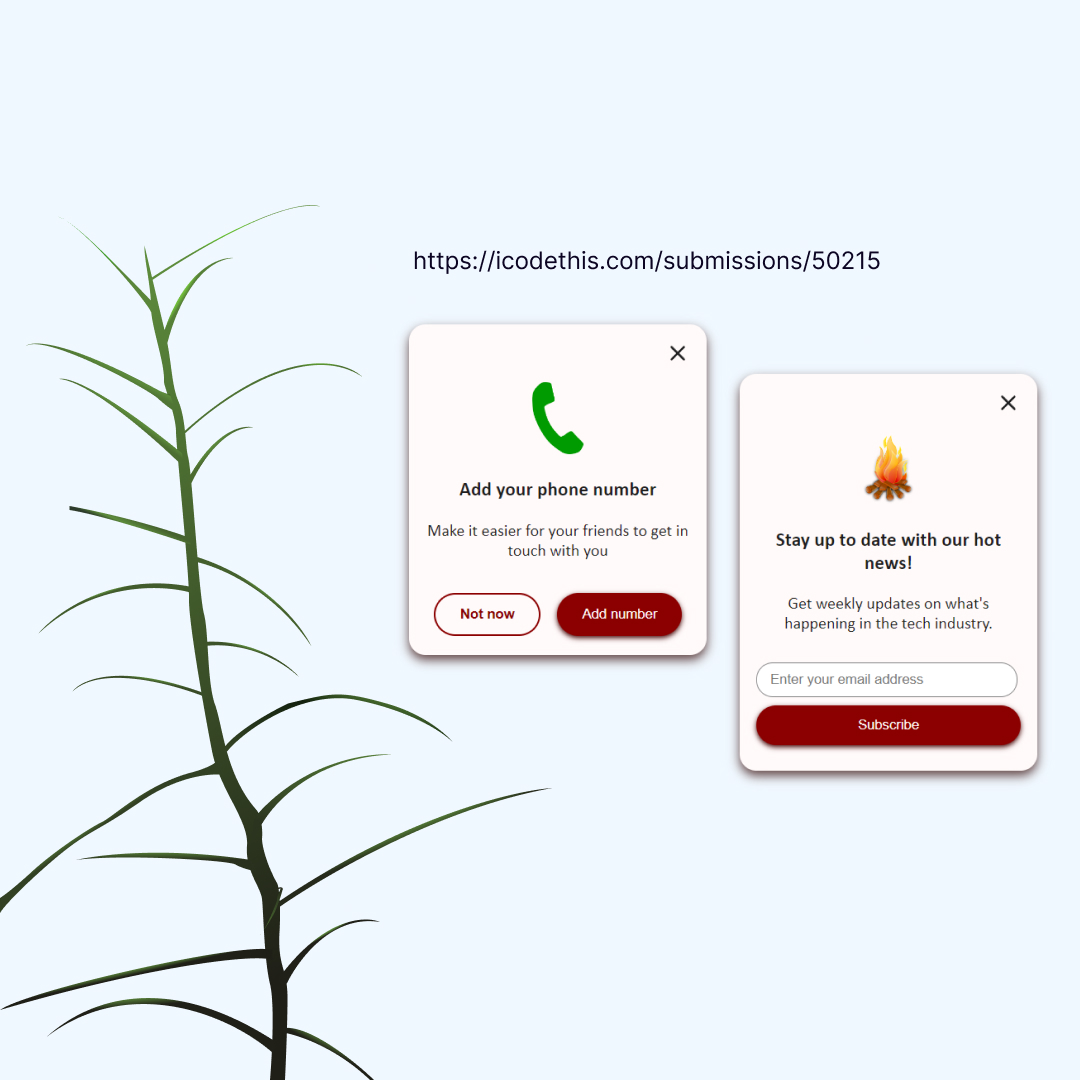 https://icodethis.com/submissions/50215
Add your phone number
Make it easier for your friends to get in
touch with you
Not now
Add number
Stay up to date with our hot
news!
Get weekly updates on what's
happening in the tech industry.
Enter your email address
Subscribe